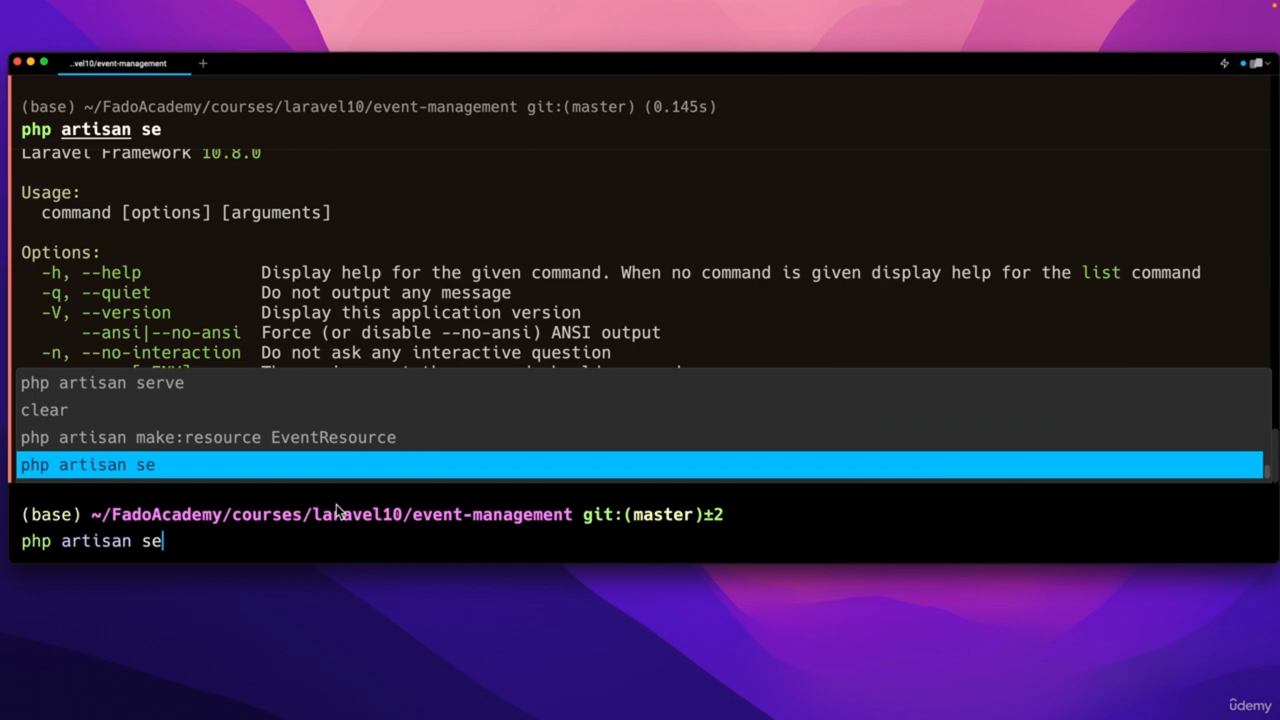 ..vel10/event-management
(base) ~/FadoAcademy/courses/laravel10/event-management git:(master) (0.145s)
php artisan se
Laravel Framework 10.8.0
Usage:
command [options] [arguments]
Options:
-h, --help Display help for the given command. When no command is given display help for the list command
-q, --quiet Do not output any message
-V, --version Display this application version
--ansi|--no-ansi Force (or disable --no-ansi) ANSI output
-n, --no-interaction Do not ask any interactive question
php artisan serve
clear
php artisan make:resource EventResource
php artisan se
(base) ~/FadoAcademy/courses/laravel10/event-management git:(master)±2
php artisan se
ûdemy